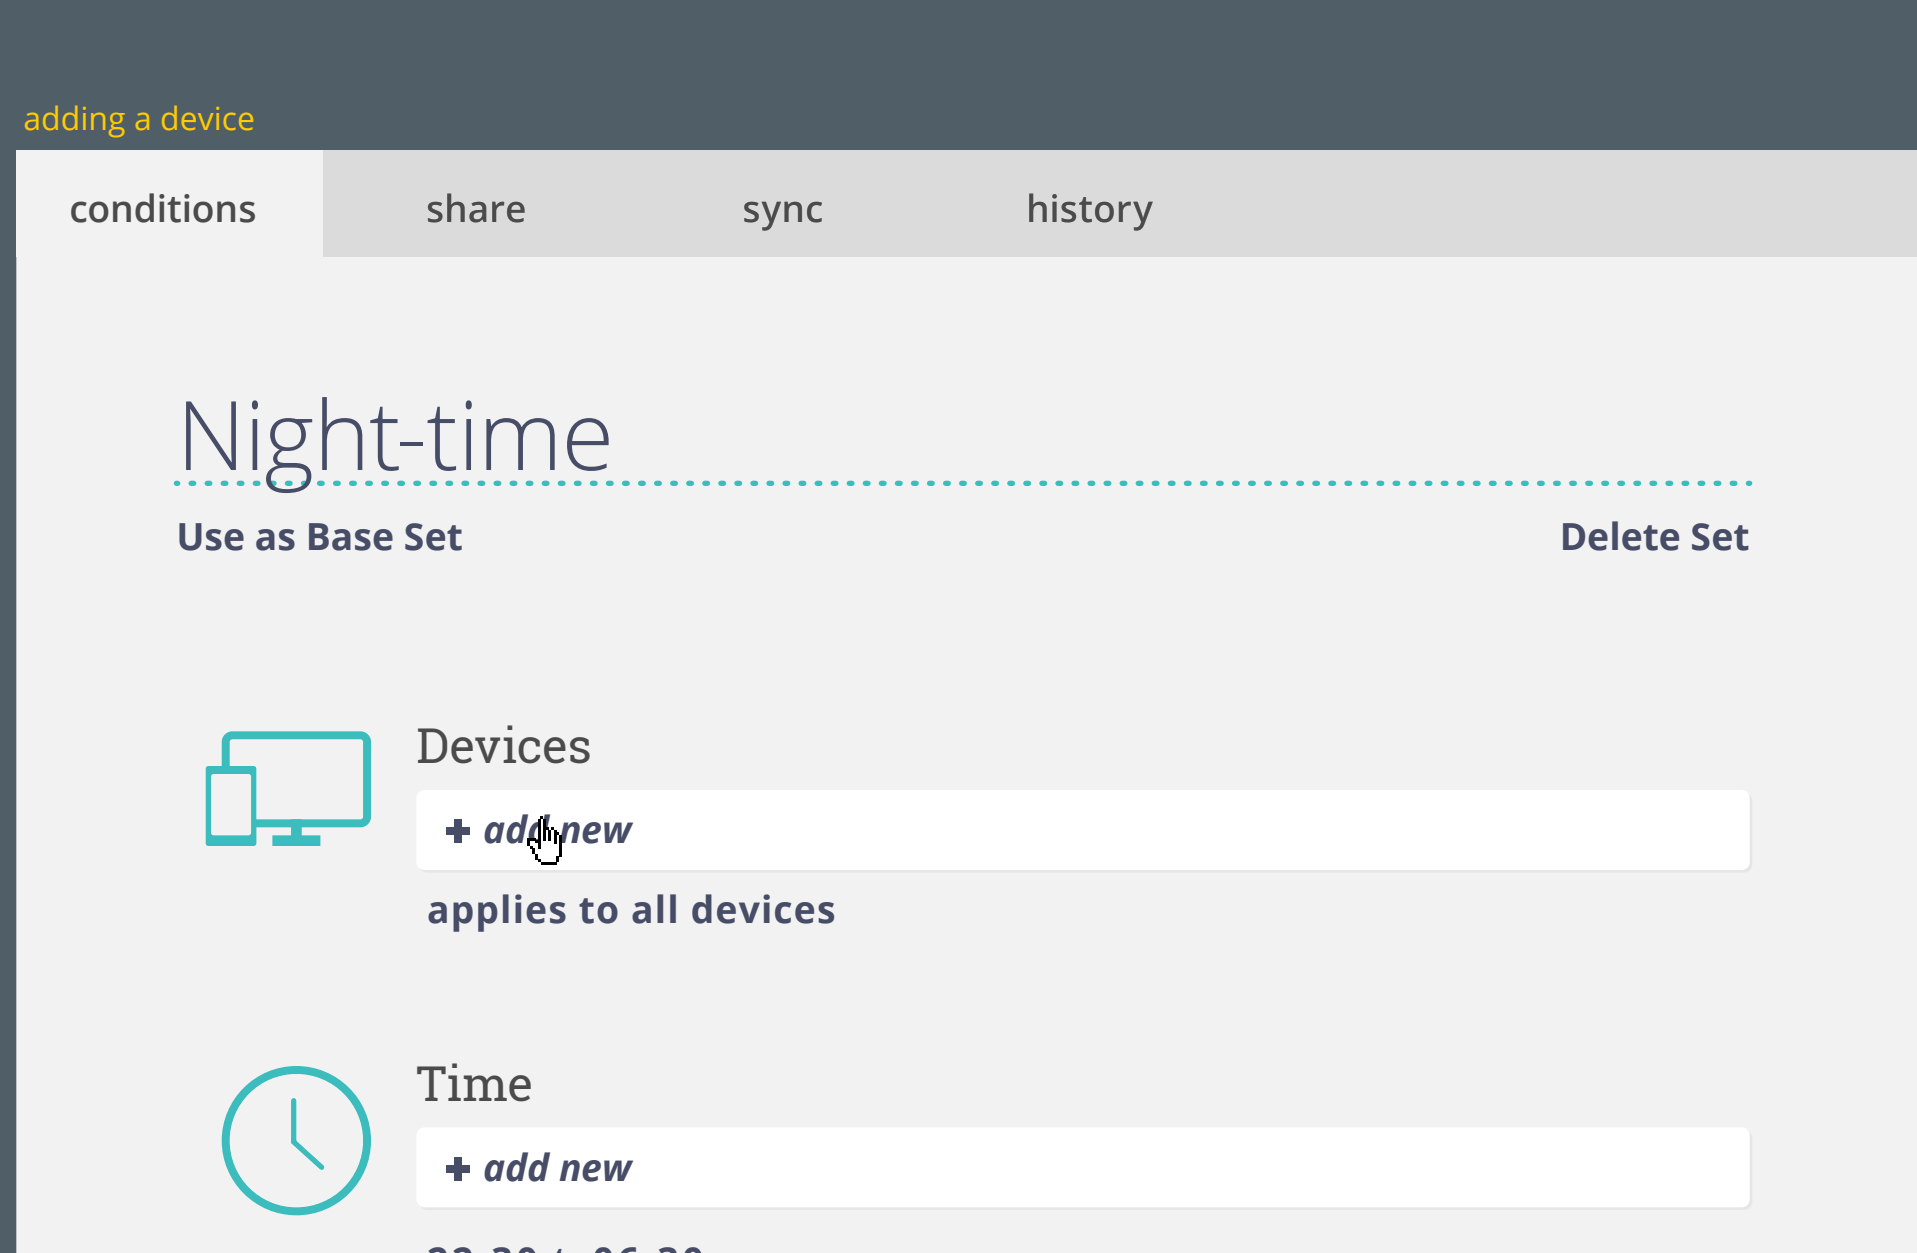 adding a device
conditions share sync history
Night-time
Use as Base Set Delete Set
Devices
+ add new
applies to all devices
Time
+ add new